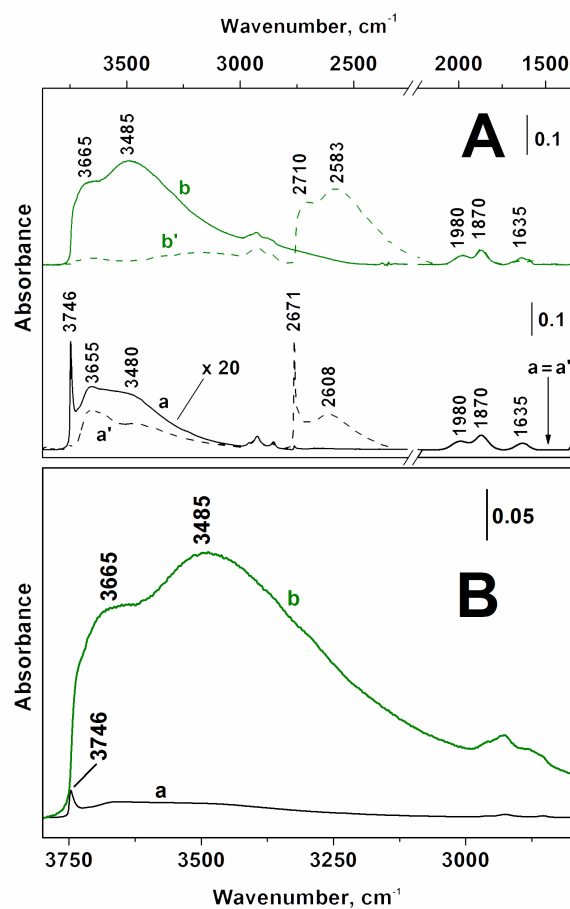 Wavenumber, cm-1
3500 3000 2500 2000 1500
A
0.1
3665 3485 2710 2583 1980 1870 1635
b
b'
Absorbance
3746 3655 3480 2671 2608 1980 1870 1635
0.1
x 20
a = a'
a
a'
B
0.05
3665 3485
b
Absorbance
3746
a
3750 3500 3250 3000
Wavenumber, cm-1